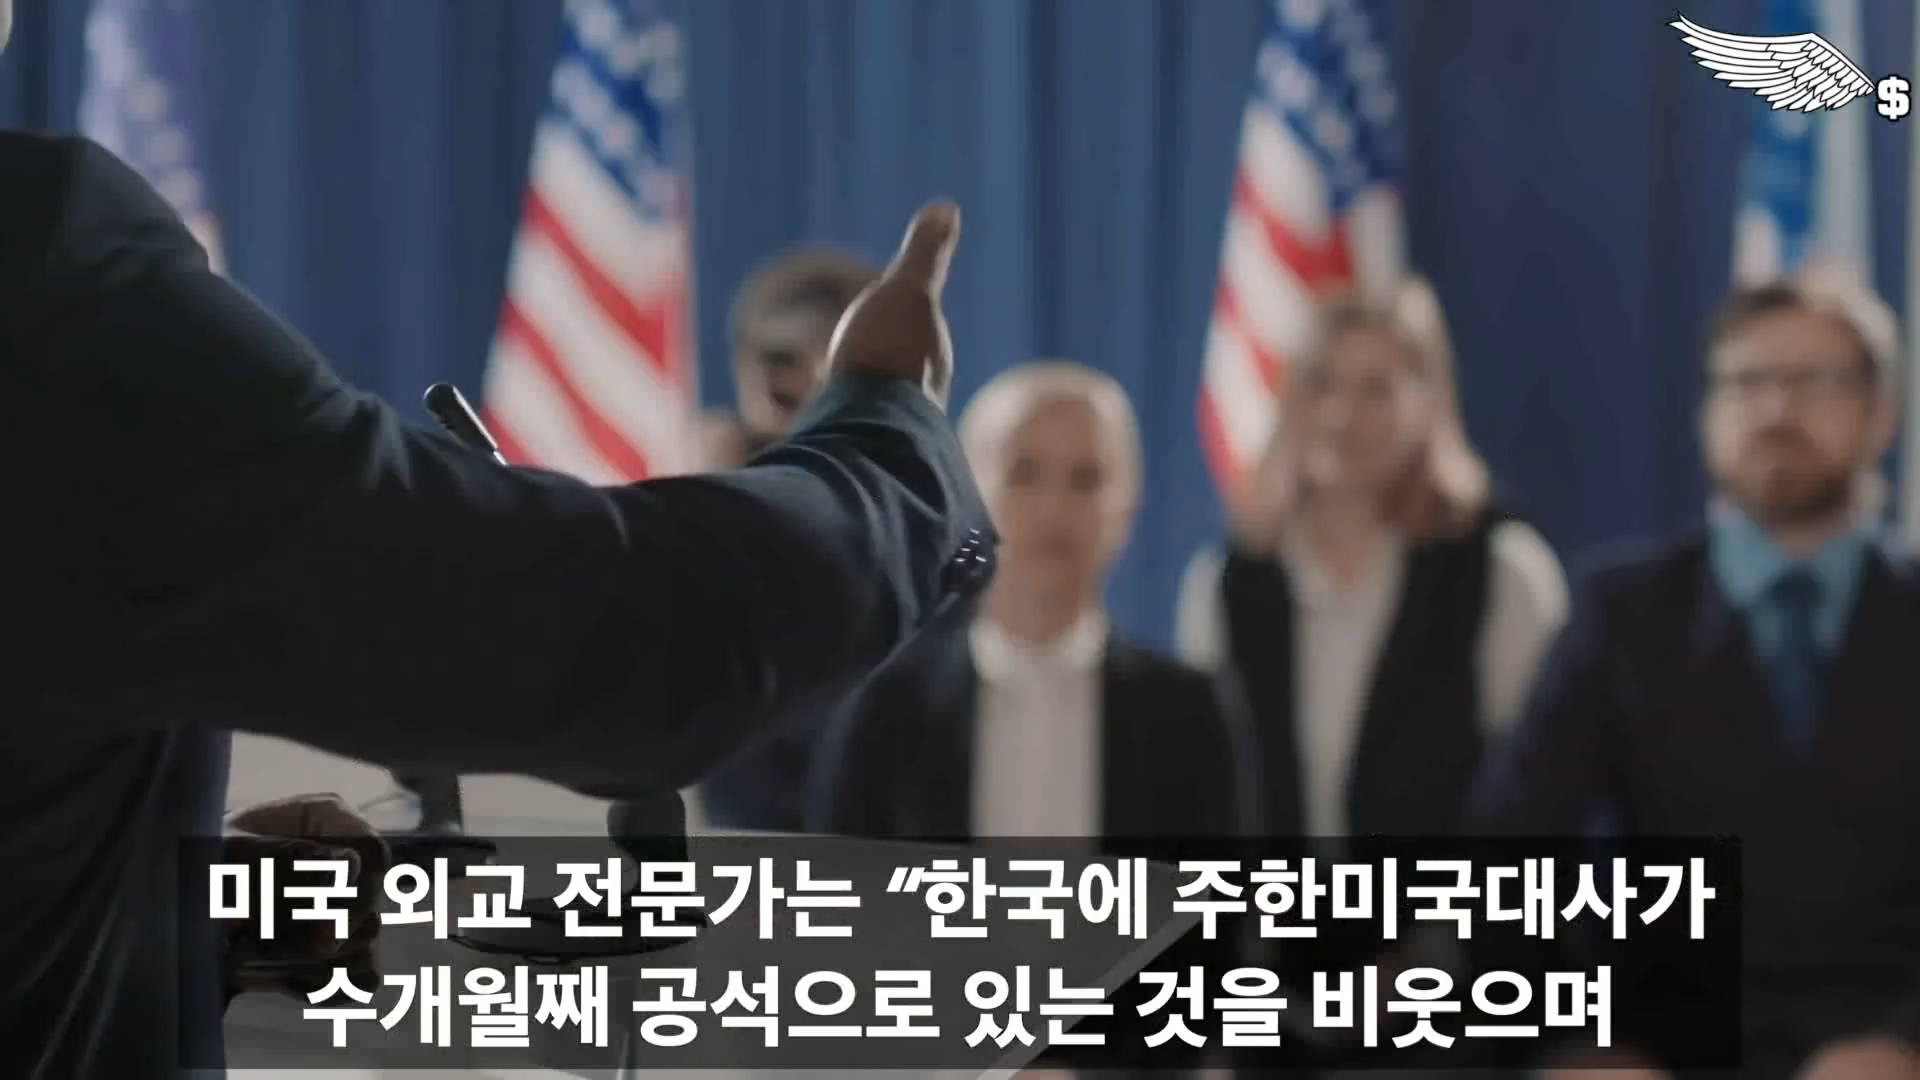 $
미국 외교 전문가는 “한국에 주한미국대사가
수개월째 공석으로 있는 것을 비웃으며